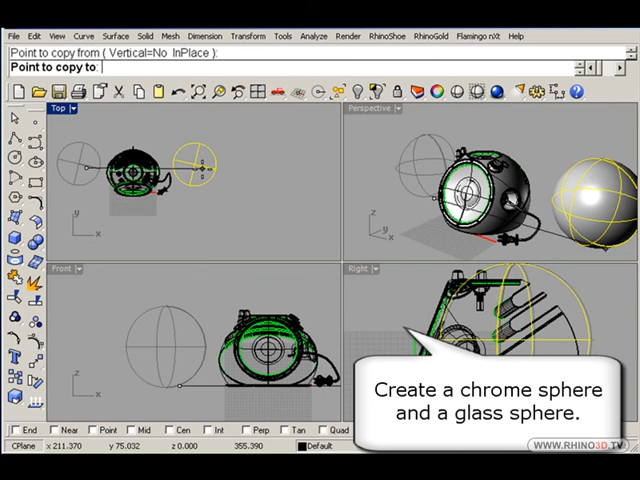 File Edit View Curve Surface Solid Mesh Dimension Transform Tools Analyze Render RhinoShoe RhinoGold Flamingo nXt Help
Point to copy from ( Vertical=No InPlace ):
Point to copy to:
Top
Perspective
y
x
z
y
x
Front
Right
z
x
Create a chrome sphere
and a glass sphere.
End Near Point Mid Cen Int Perp Tan Quad
CPlane x 211.370 y 75.032 z 0.000 355.390 Default
WWW.RHINO3D.TV